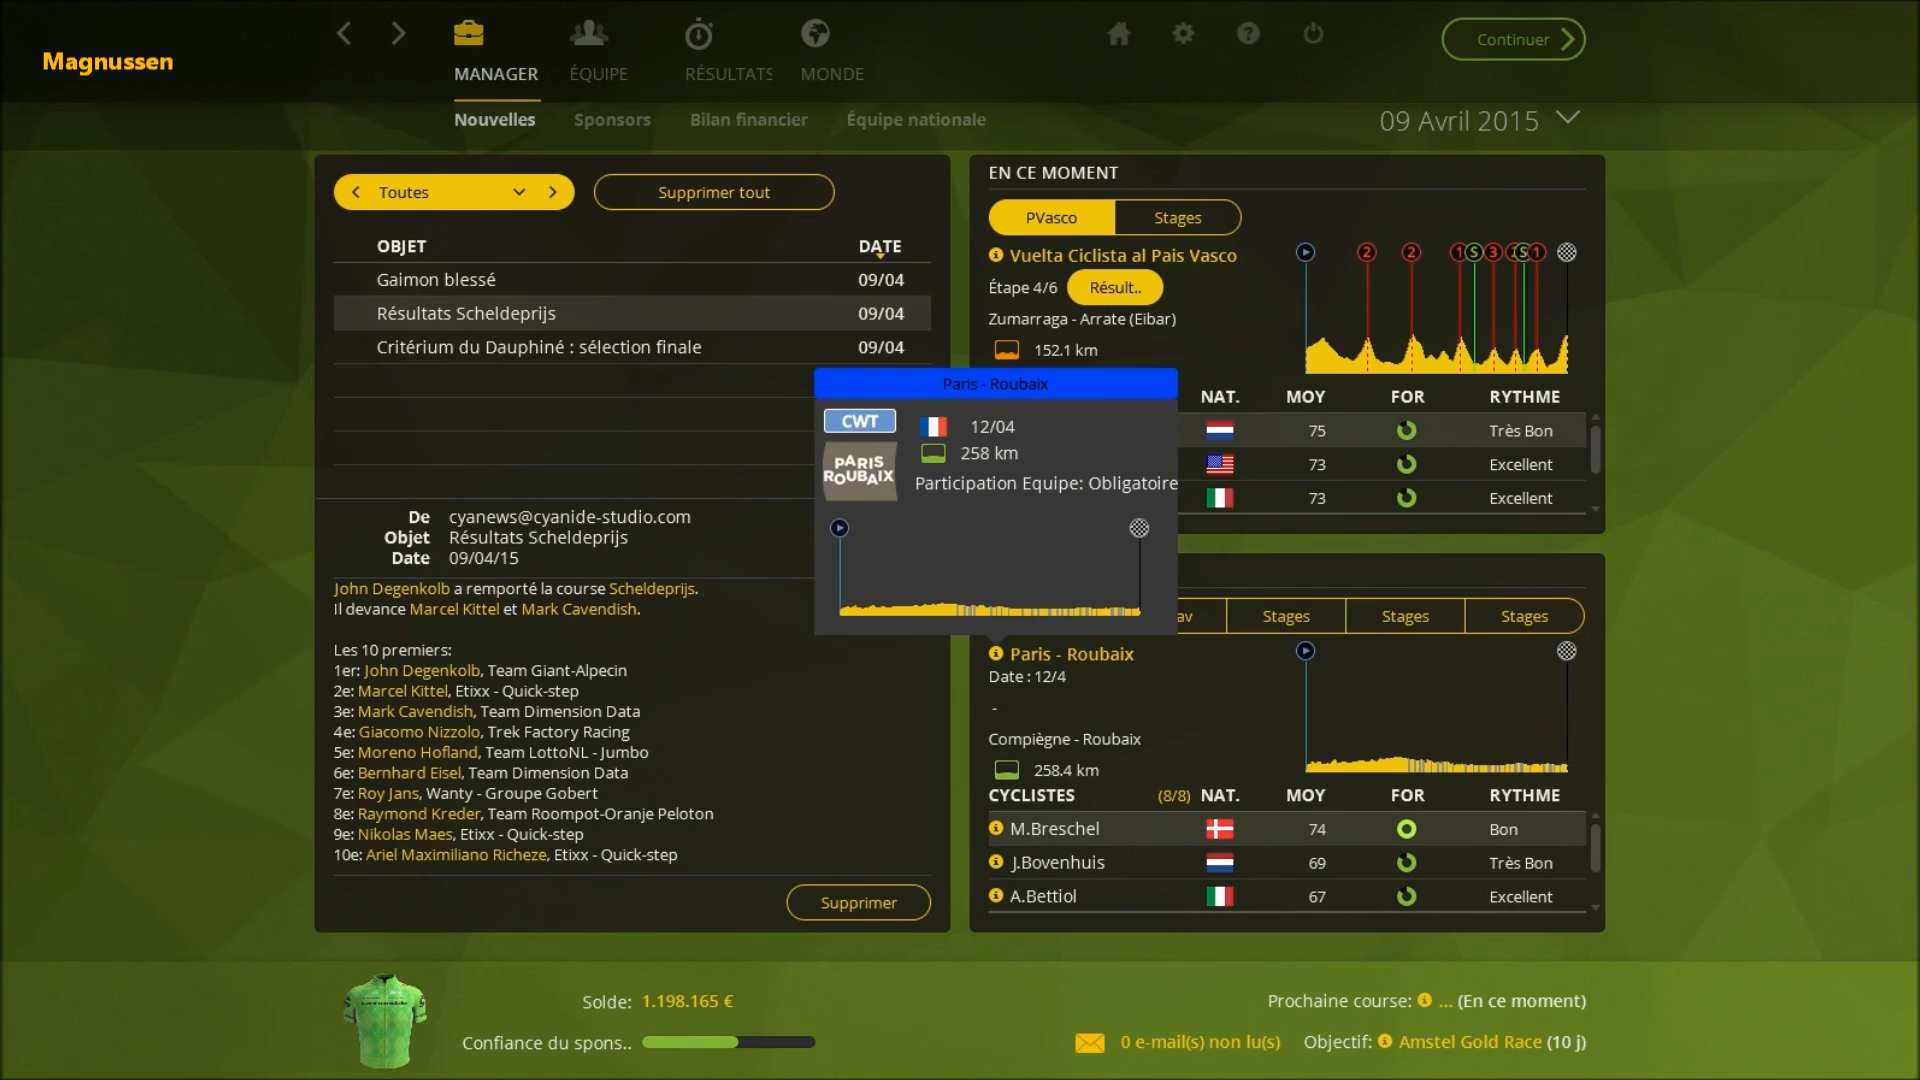 Magnussen
MANAGER ÉQUIPE RÉSULTATS MONDE
Continuer
Nouvelles Sponsors Bilan financier Équipe nationale
09 Avril 2015
Toutes
Supprimer tout
OBJET DATE
Gaimon blessé 09/04
Résultats Scheldeprijs 09/04
Critérium du Dauphiné : sélection finale 09/04
De cyanews@cyanide-studio.com
Objet Résultats Scheldeprijs
Date 09/04/15
John Degenkolb a remporté la course Scheldeprijs.
Il devance Marcel Kittel et Mark Cavendish.
Les 10 premiers:
1er: John Degenkolb, Team Giant-Alpecin
2e: Marcel Kittel, Etixx - Quick-step
3e: Mark Cavendish, Team Dimension Data
4e: Giacomo Nizzolo, Trek Factory Racing
5e: Moreno Hofland, Team LottoNL - Jumbo
6e: Bernhard Eisel, Team Dimension Data
7e: Roy Jans, Wanty - Groupe Gobert
8e: Raymond Kreder, Team Roompot-Oranje Peloton
9e: Nikolas Maes, Etixx - Quick-step
10e: Ariel Maximiliano Richeze, Etixx - Quick-step
Supprimer
EN CE MOMENT
PVasco Stages
Vuelta Ciclista al Pais Vasco
Étape 4/6 Résult..
Zumarraga - Arrate (Eibar)
152.1 km
2 2 1 S 3 S 1
NAT. MOY FOR RYTHME
75 Très Bon
73 Excellent
73 Excellent
Paris - Roubaix
CWT 12/04
258 km
PARIS ROUBAIX
Participation Equipe: Obligatoire
av Stages Stages Stages
Paris - Roubaix
Date : 12/4
-
Compiègne - Roubaix
258.4 km
CYCLISTES (8/8) NAT. MOY FOR RYTHME
M.Breschel 74 Bon
J.Bovenhuis 69 Très Bon
A.Bettiol 67 Excellent
Solde: 1.198.165 €
Confiance du spons..
Prochaine course: ... (En ce moment)
0 e-mail(s) non lu(s) Objectif: Amstel Gold Race (10 j)